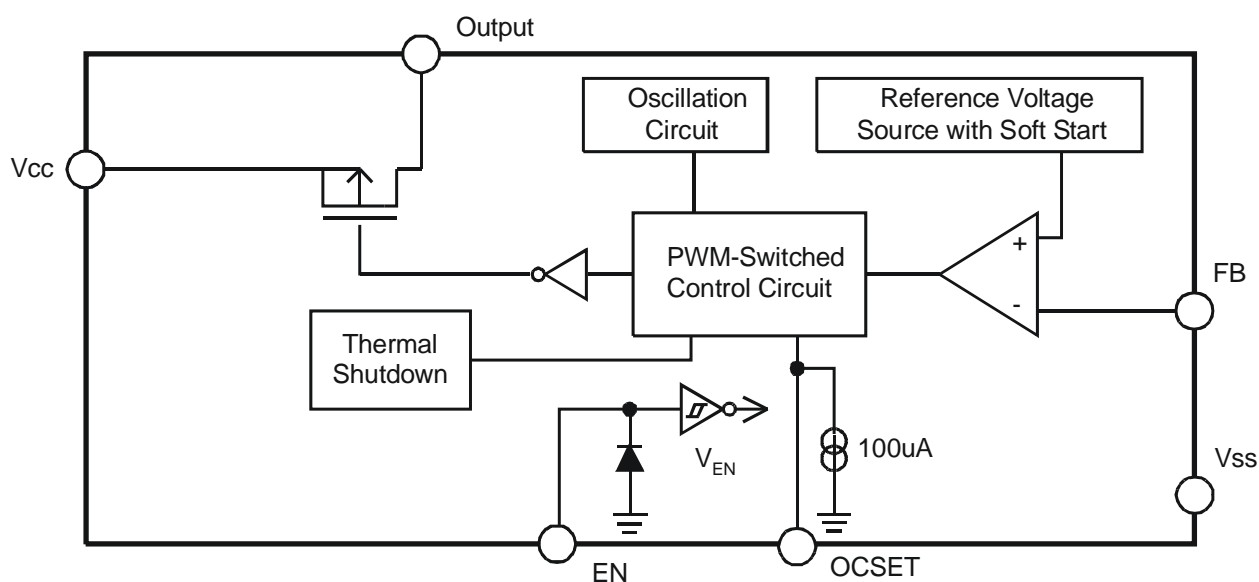 Output
Oscillation
Circuit
Reference Voltage
Source with Soft Start
Vcc
+
PWM-Switched
Control Circuit
-
FB
Thermal
Shutdown
V_EN
100uA
Vss
EN
OCSET